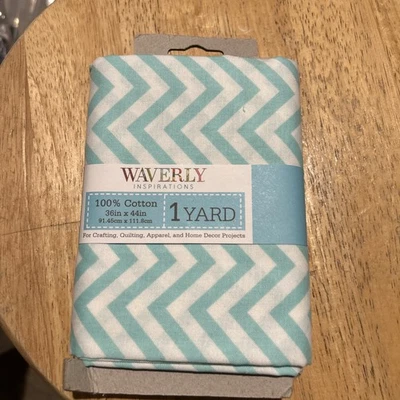 WAVERLY
INSPIRATIONS
100% Cotton
36in x 44in
91.45cm x 111.8cm
1 YARD
For Crafting, Quilting, Apparel, and Home Decor Projects